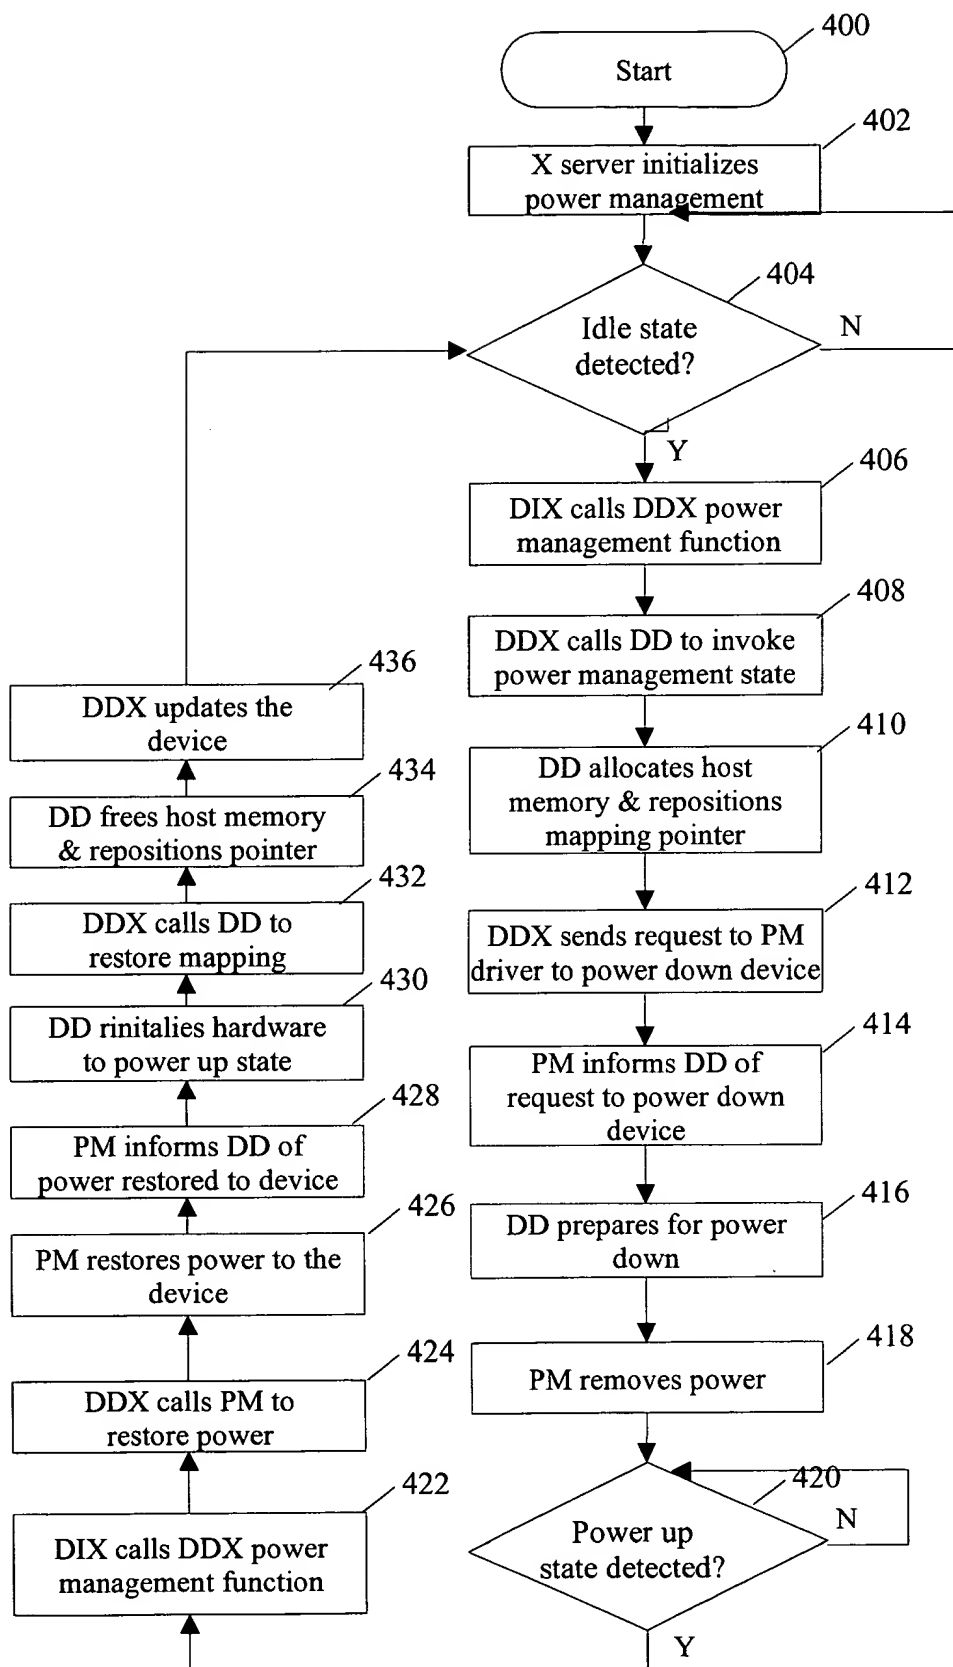 400
Start
402
X server initializes
power management
404
Idle state
detected?
N
Y
406
DIX calls DDX power
management function
408
DDX calls DD to invoke
power management state
410
DD allocates host
memory & repositions
mapping pointer
412
DDX sends request to PM
driver to power down device
414
PM informs DD of
request to power down
device
416
DD prepares for power
down
418
PM removes power
420
Power up
state detected?
N
Y
422
DIX calls DDX power
management function
424
DDX calls PM to
restore power
426
PM restores power to the
device
428
PM informs DD of
power restored to device
430
DD rinitalies hardware
to power up state
432
DDX calls DD to
restore mapping
434
DD frees host memory
& repositions pointer
436
DDX updates the
device